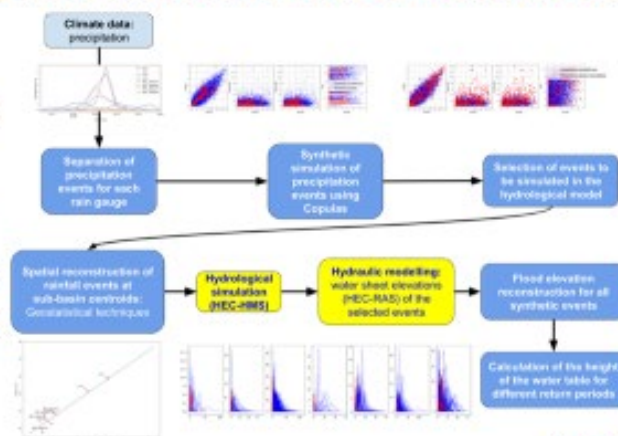 Climate data:
precipitation
Separation of
precipitation
events for each
rain gauge
Synthetic
simulation of
precipitation
events using
Copulas
Selection of events to
be simulated in the
hydrological model
Spatial reconstruction of
rainfall events at
sub-basin centroids:
Geostatistical techniques
Hydrological
simulation
(HEC-HMS)
Hydraulic modelling:
water sheet elevations
(HEC-RAS) of the
selected events
Flood elevation
reconstruction for all
synthetic events
Calculation of the height
of the water table for
different return periods